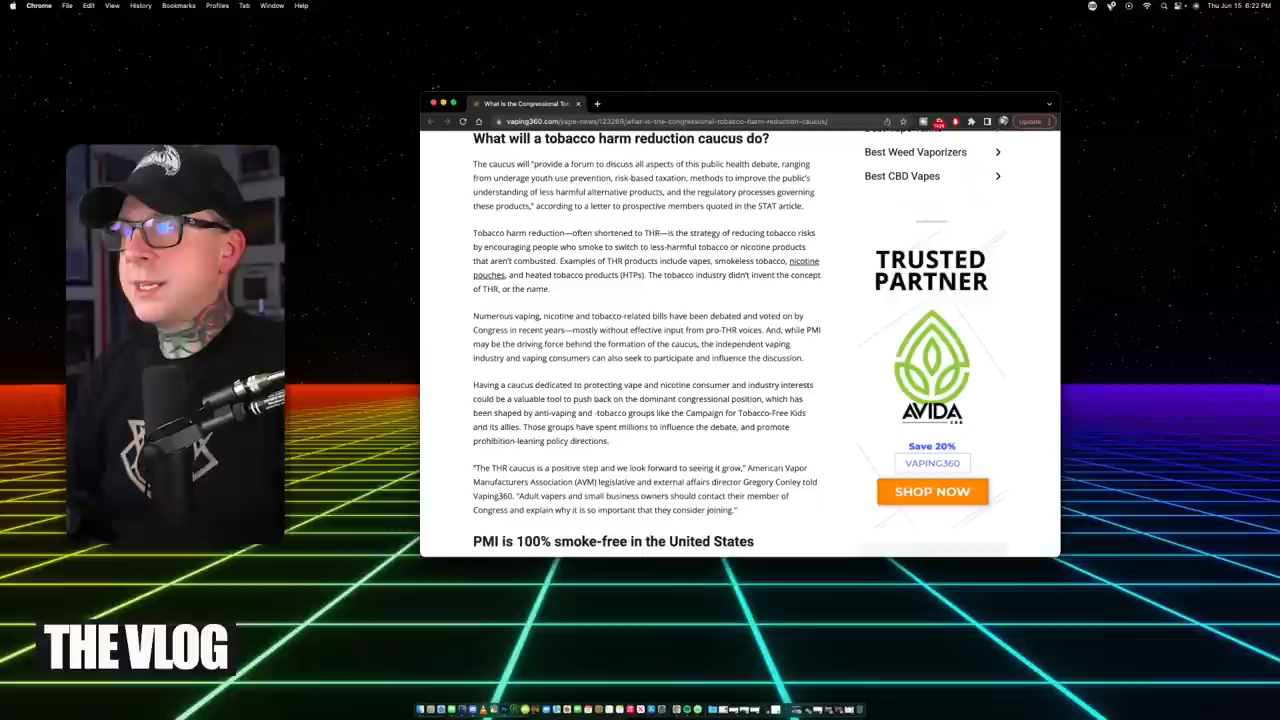 Chrome File Edit View History Bookmarks Profiles Tab Window Help
Thu Jun 15 6:22 PM
What Is the Congressional Tob
vaping360.com/vape-news/123269/what-is-the-congressional-tobacco-harm-reduction-caucus/
Update
What will a tobacco harm reduction caucus do?
The caucus will “provide a forum to discuss all aspects of this public health debate, ranging
from underage youth use prevention, risk-based taxation, methods to improve the public’s
understanding of less harmful alternative products, and the regulatory processes governing
these products,” according to a letter to prospective members quoted in the STAT article.
Tobacco harm reduction—often shortened to THR—is the strategy of reducing tobacco risks
by encouraging people who smoke to switch to less-harmful tobacco or nicotine products
that aren’t combusted. Examples of THR products include vapes, smokeless tobacco, nicotine
pouches, and heated tobacco products (HTPs). The tobacco industry didn’t invent the concept
of THR, or the name.
Numerous vaping, nicotine and tobacco-related bills have been debated and voted on by
Congress in recent years—mostly without effective input from pro-THR voices. And, while PMI
may be the driving force behind the formation of the caucus, the independent vaping
industry and vaping consumers can also seek to participate and influence the discussion.
Having a caucus dedicated to protecting vape and nicotine consumer and industry interests
could be a valuable tool to push back on the dominant congressional position, which has
been shaped by anti-vaping and -tobacco groups like the Campaign for Tobacco-Free Kids
and its allies. Those groups have spent millions to influence the debate, and promote
prohibition-leaning policy directions.
“The THR caucus is a positive step and we look forward to seeing it grow,” American Vapor
Manufacturers Association (AVM) legislative and external affairs director Gregory Conley told
Vaping360. “Adult vapers and small business owners should contact their member of
Congress and explain why it is so important that they consider joining.”
PMI is 100% smoke-free in the United States
Best Weed Vaporizers
Best CBD Vapes
TRUSTED
PARTNER
AVIDA
CBD
Save 20%
VAPING360
SHOP NOW
THE VLOG